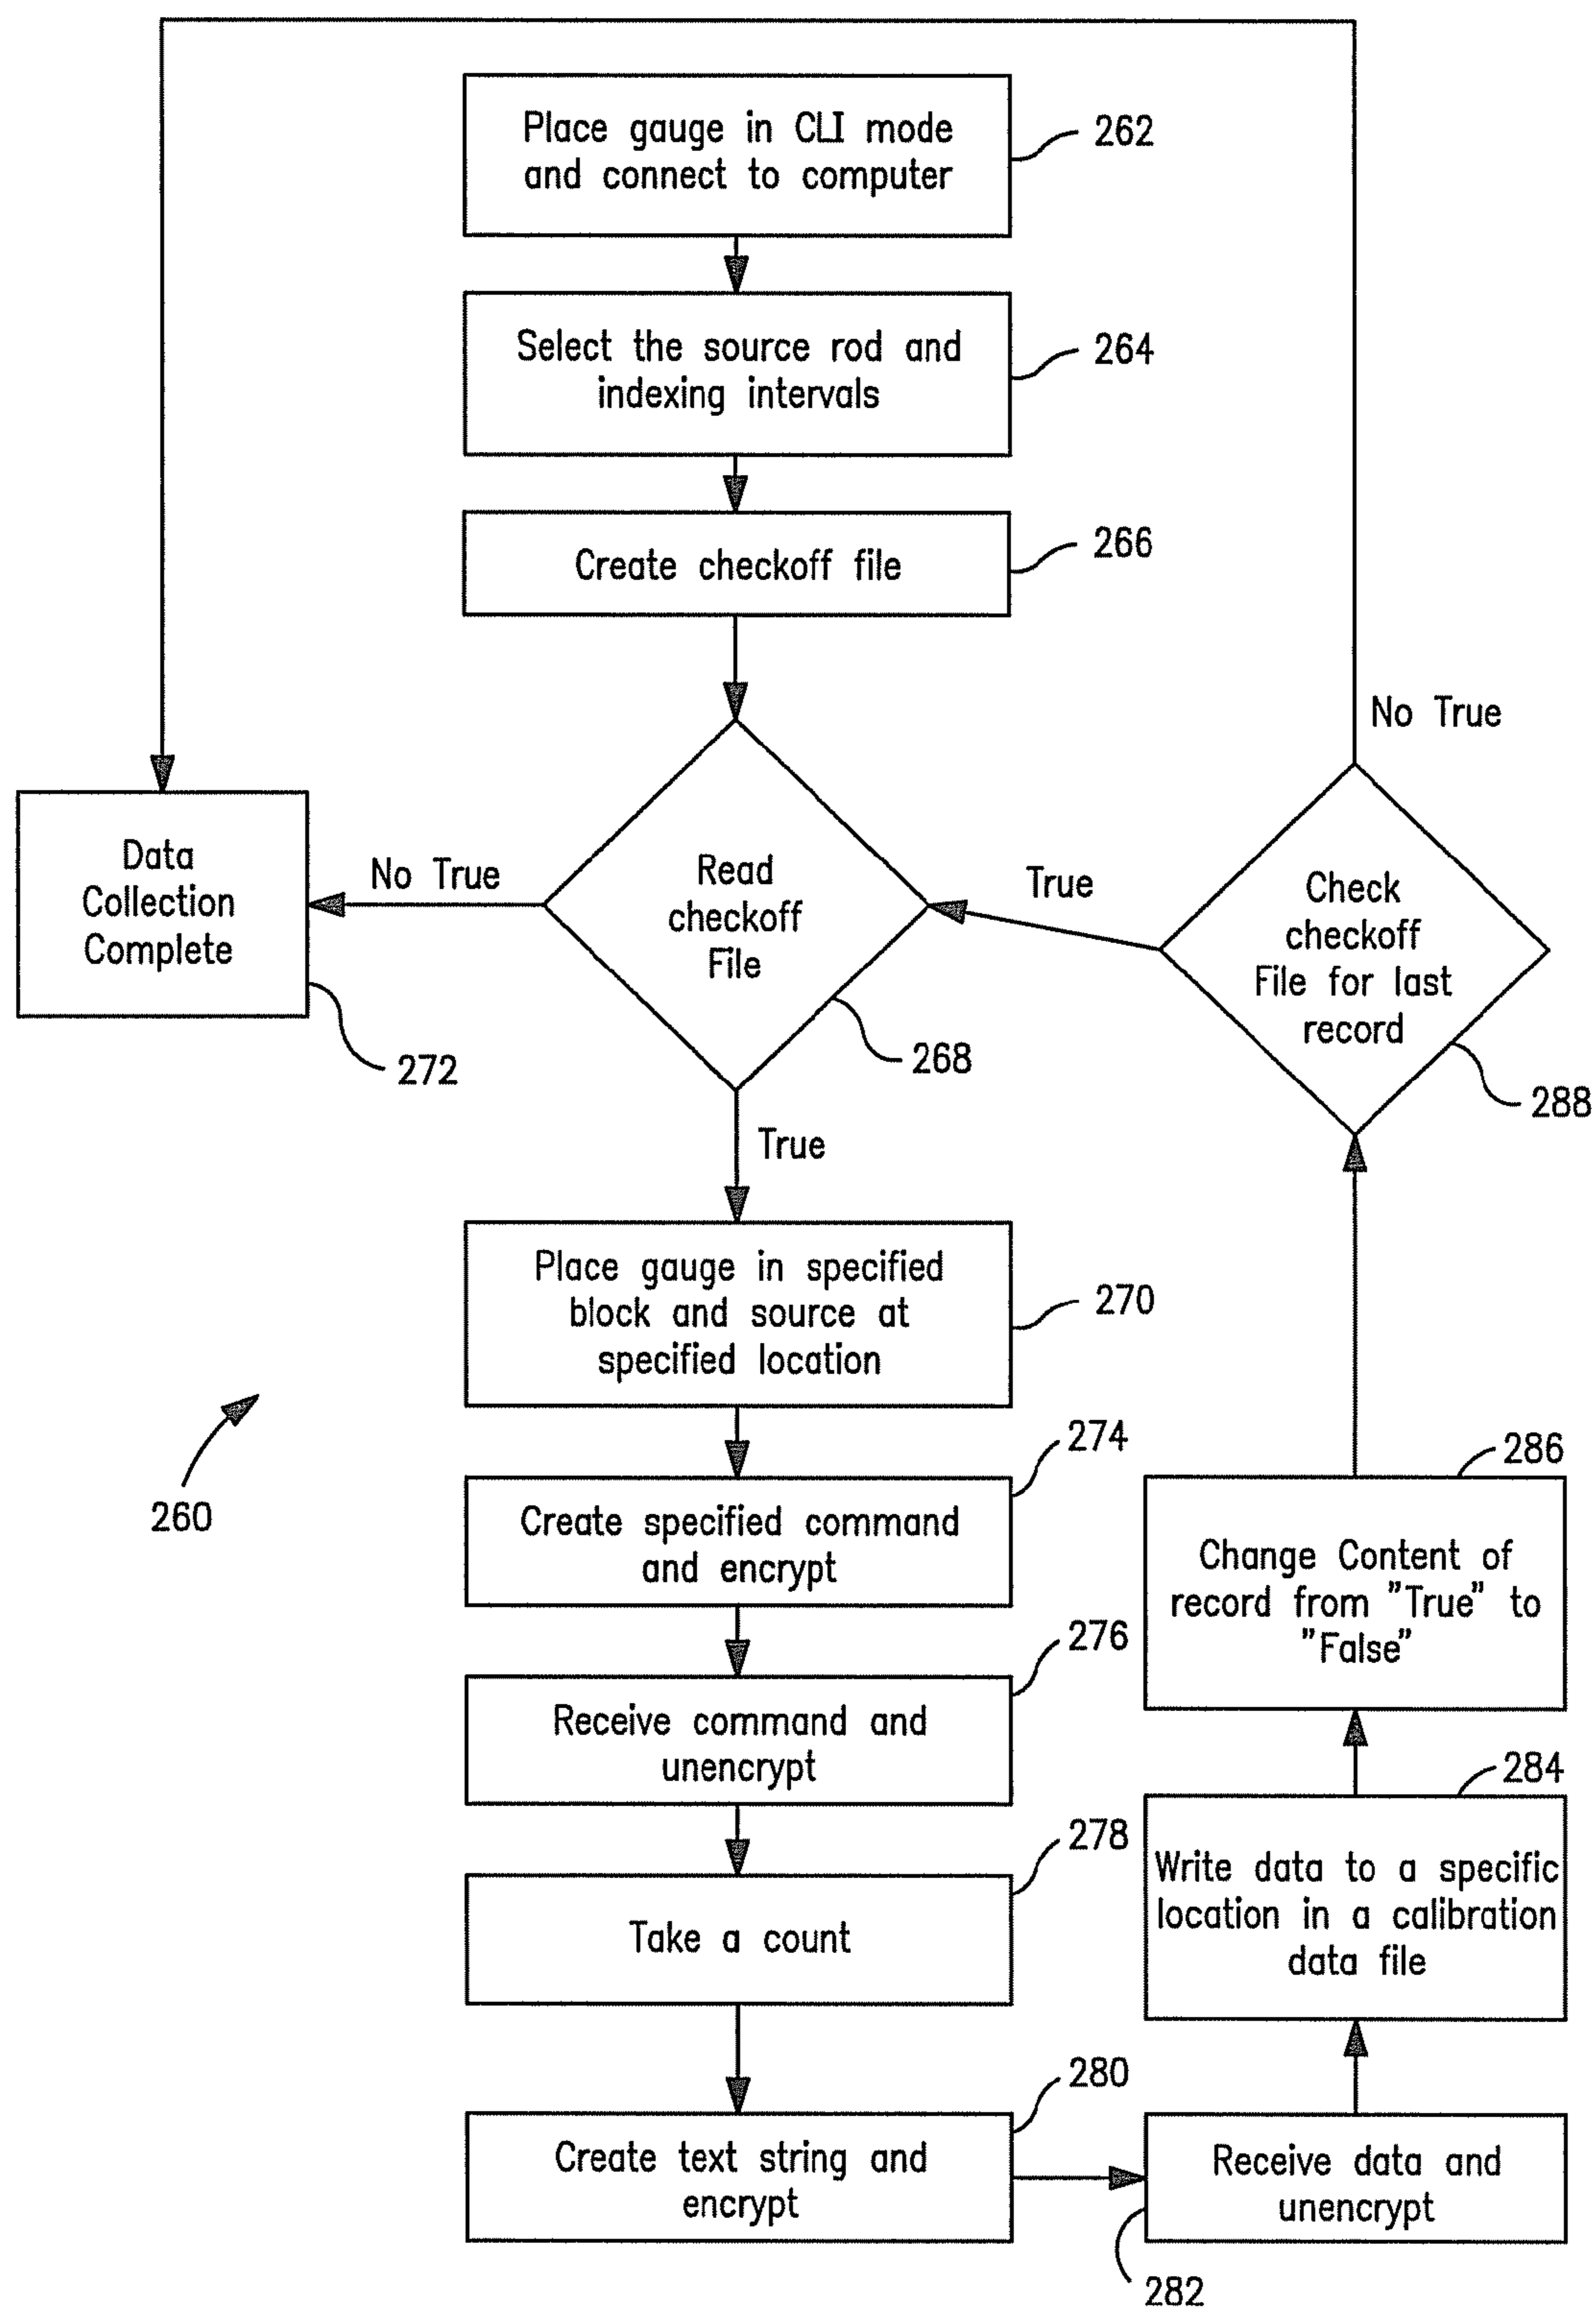 Place gauge in CLI mode
and connect to computer
262
Select the source rod and
indexing intervals
264
Create checkoff file
266
No True
Data
Collection
Complete
272
No True
Read
checkoff
File
268
True
Check
checkoff
File for last
record
288
True
Place gauge in specified
block and source at
specified location
270
260
Create specified command
and encrypt
274
Receive command and
unencrypt
276
Take a count
278
Create text string and
encrypt
280
Receive data and
unencrypt
282
Write data to a specific
location in a calibration
data file
284
Change Content of
record from "True" to
"False"
286